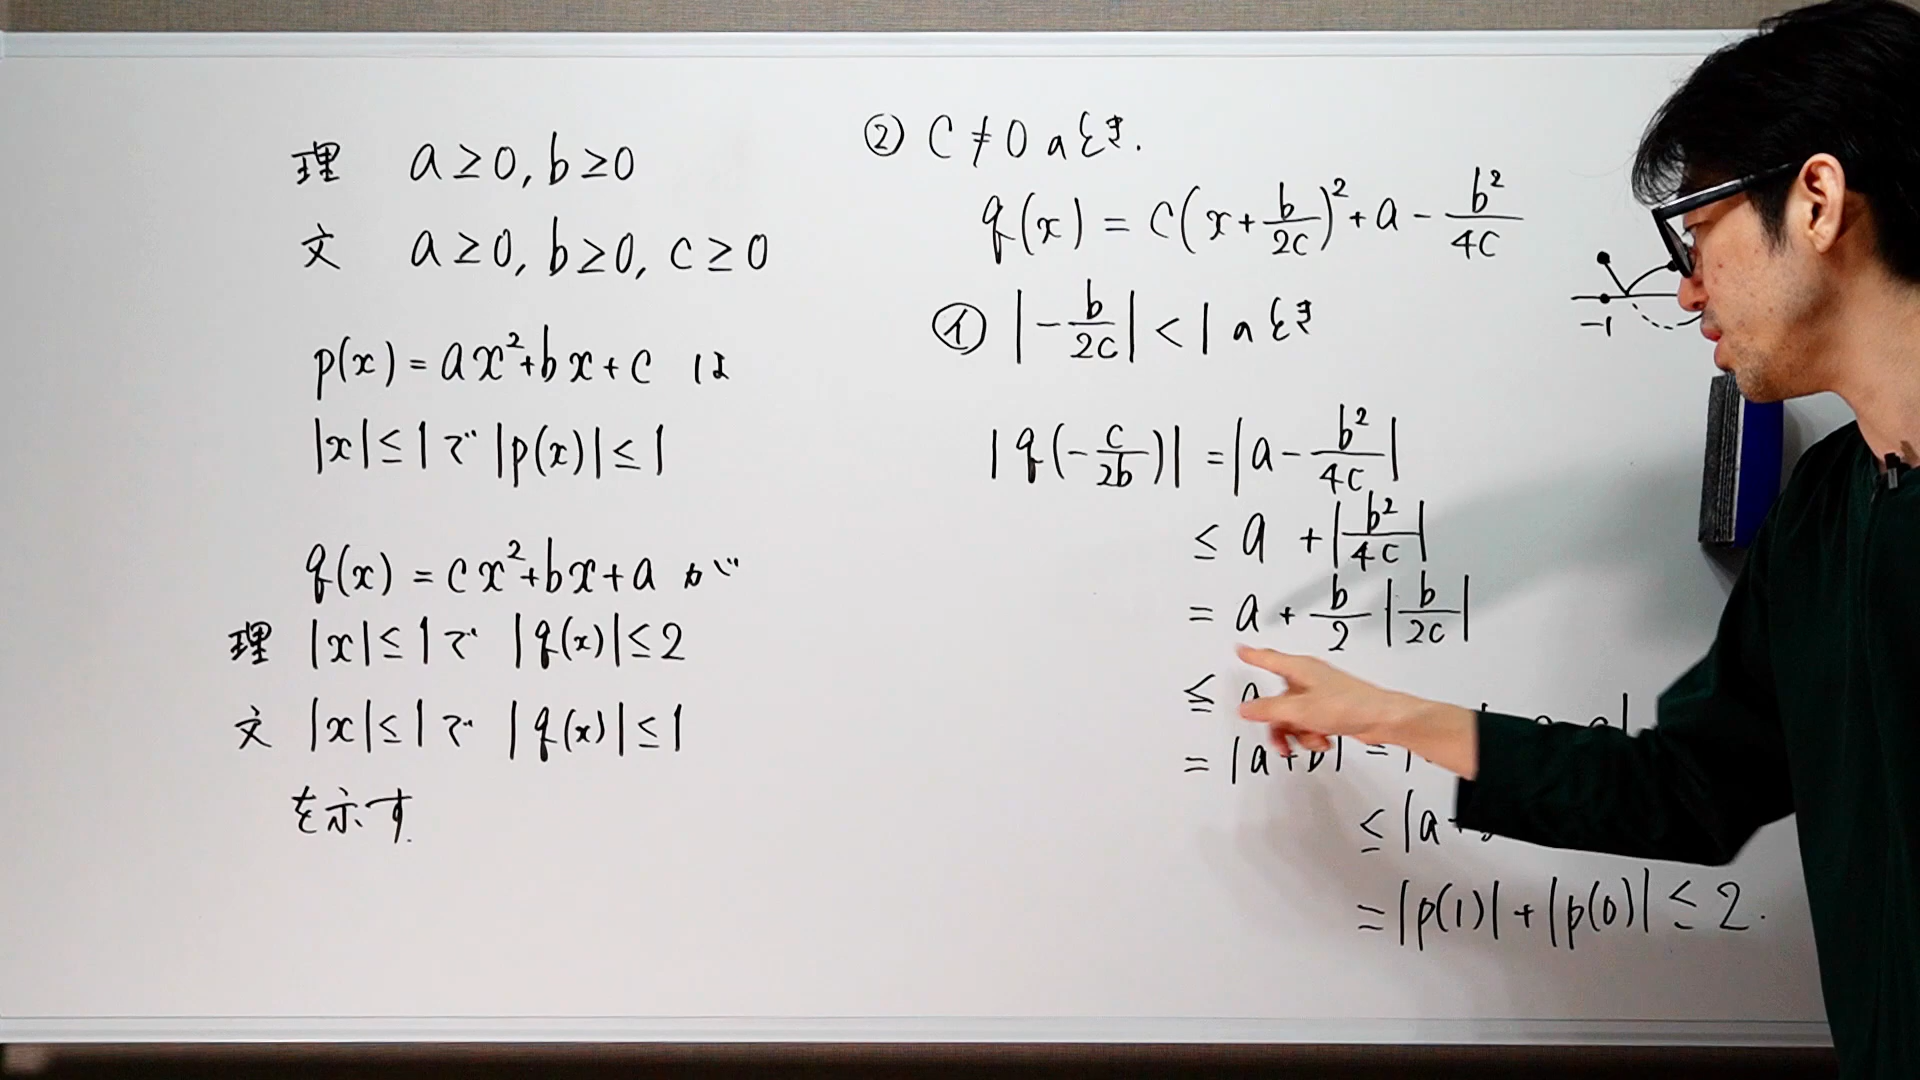 理 a≥0, b≥0
文 a≥0, b≥0, c≥0
p(x)=ax²+bx+c は
|x|≤1で |p(x)|≤1
q(x)=cx²+bx+a が
理 |x|≤1で |q(x)|≤2
文 |x|≤1で |q(x)|≤1
を示す.
② C≠0のとき.
q(x)=c(x+b/2c)²+a-b²/4c
① |-b/2c|<1のとき
-1
|q(-c/2b)|=|a-b²/4c|
≤ a+|b²/4c|
= a+b/2|b/2c|
≤ a
= |a+b| =
≤ |a+
= |p(1)|+|p(0)| ≤ 2.